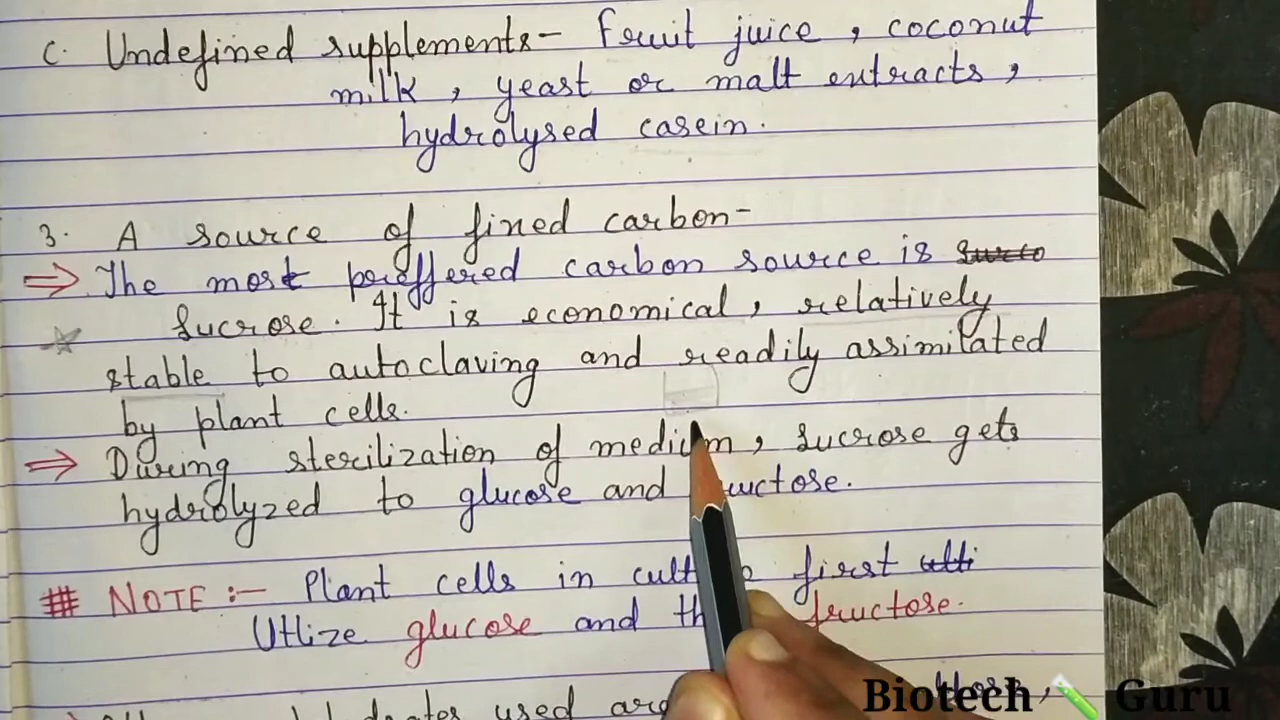 C. Undefined supplements- fruit juice, coconut
milk, yeast or malt extracts,
hydrolysed casein.
3. A source of fixed carbon-
⇒ The most preffered carbon source is
Sucrose. It is economical, relatively
stable to autoclaving and readily assimilated
by plant cells.
⇒ During sterilization of medium, sucrose gets
hydrolyzed to glucose and fructose.
# NOTE :- Plant cells in first
Utlize glucose and fructose.
used are
Biotech Guru